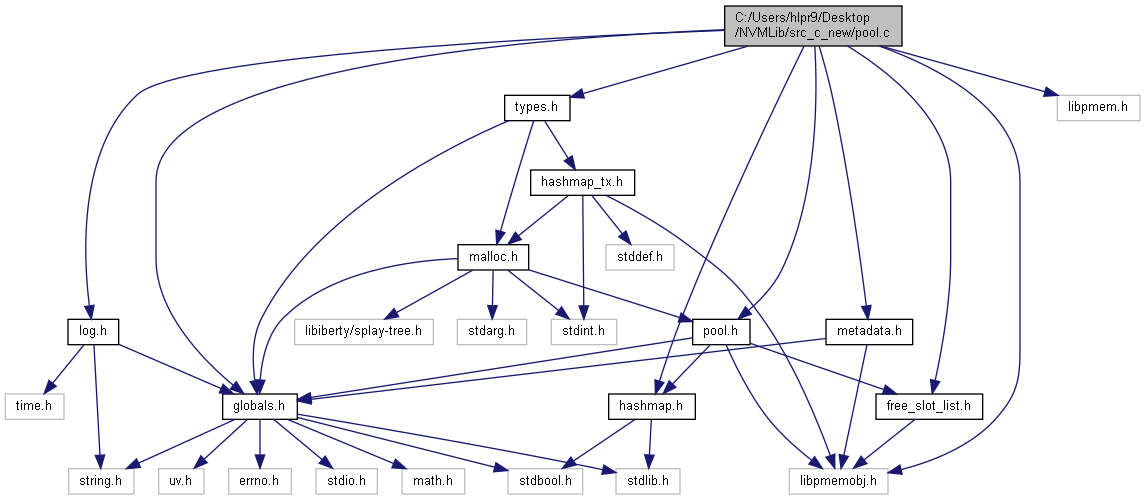 C:/Users/hlpr9/Desktop
/NVMLib/src_c_new/pool.c
types.h
libpmem.h
hashmap_tx.h
malloc.h
stddef.h
log.h
libiberty/splay-tree.h
stdarg.h
stdint.h
pool.h
metadata.h
time.h
globals.h
hashmap.h
free_slot_list.h
string.h
uv.h
errno.h
stdio.h
math.h
stdbool.h
stdlib.h
libpmemobj.h